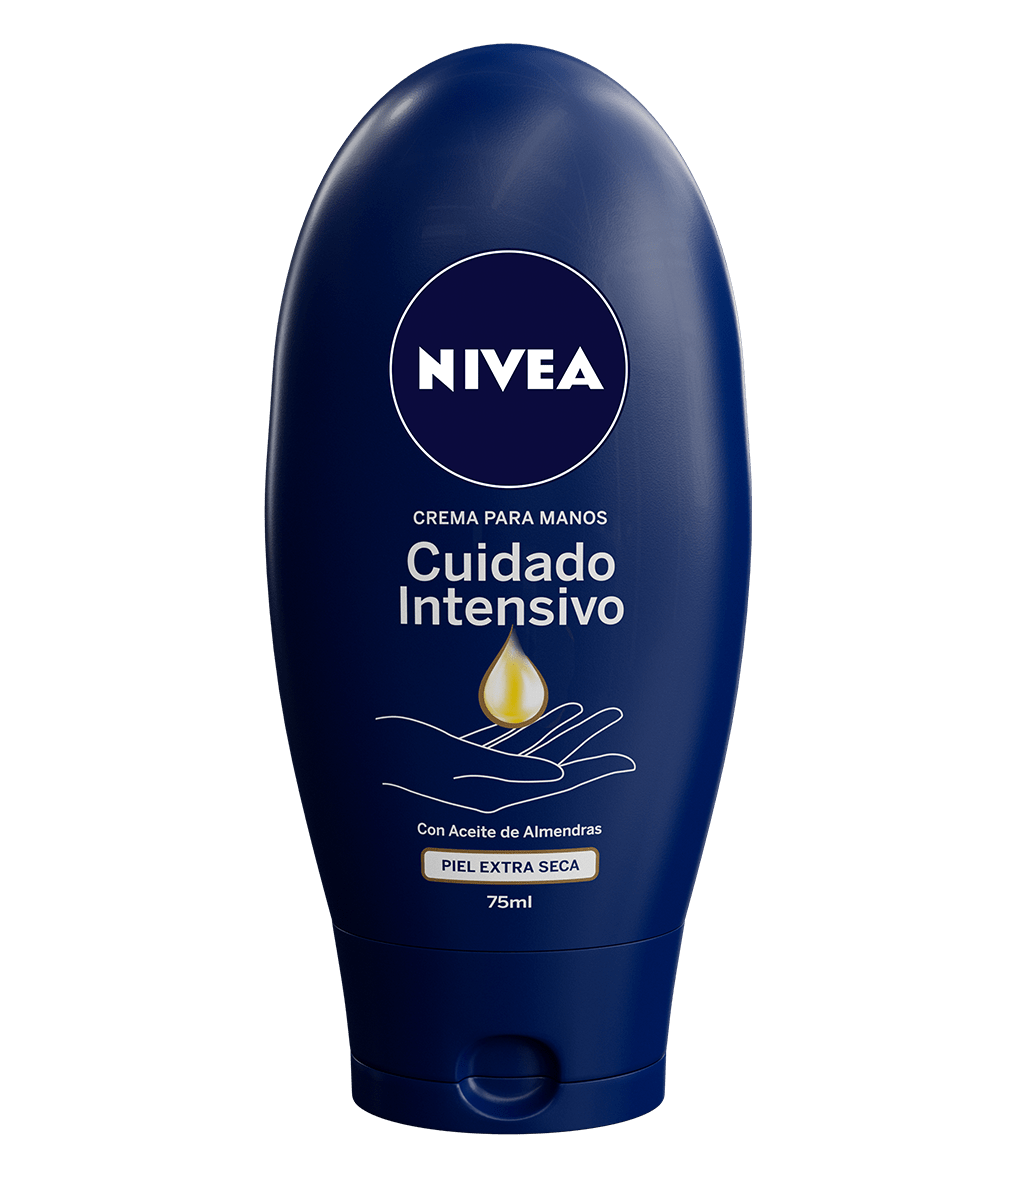 NIVEA
CREMA PARA MANOS
Cuidado
Intensivo
Con Aceite de Almendras
PIEL EXTRA SECA
75ml